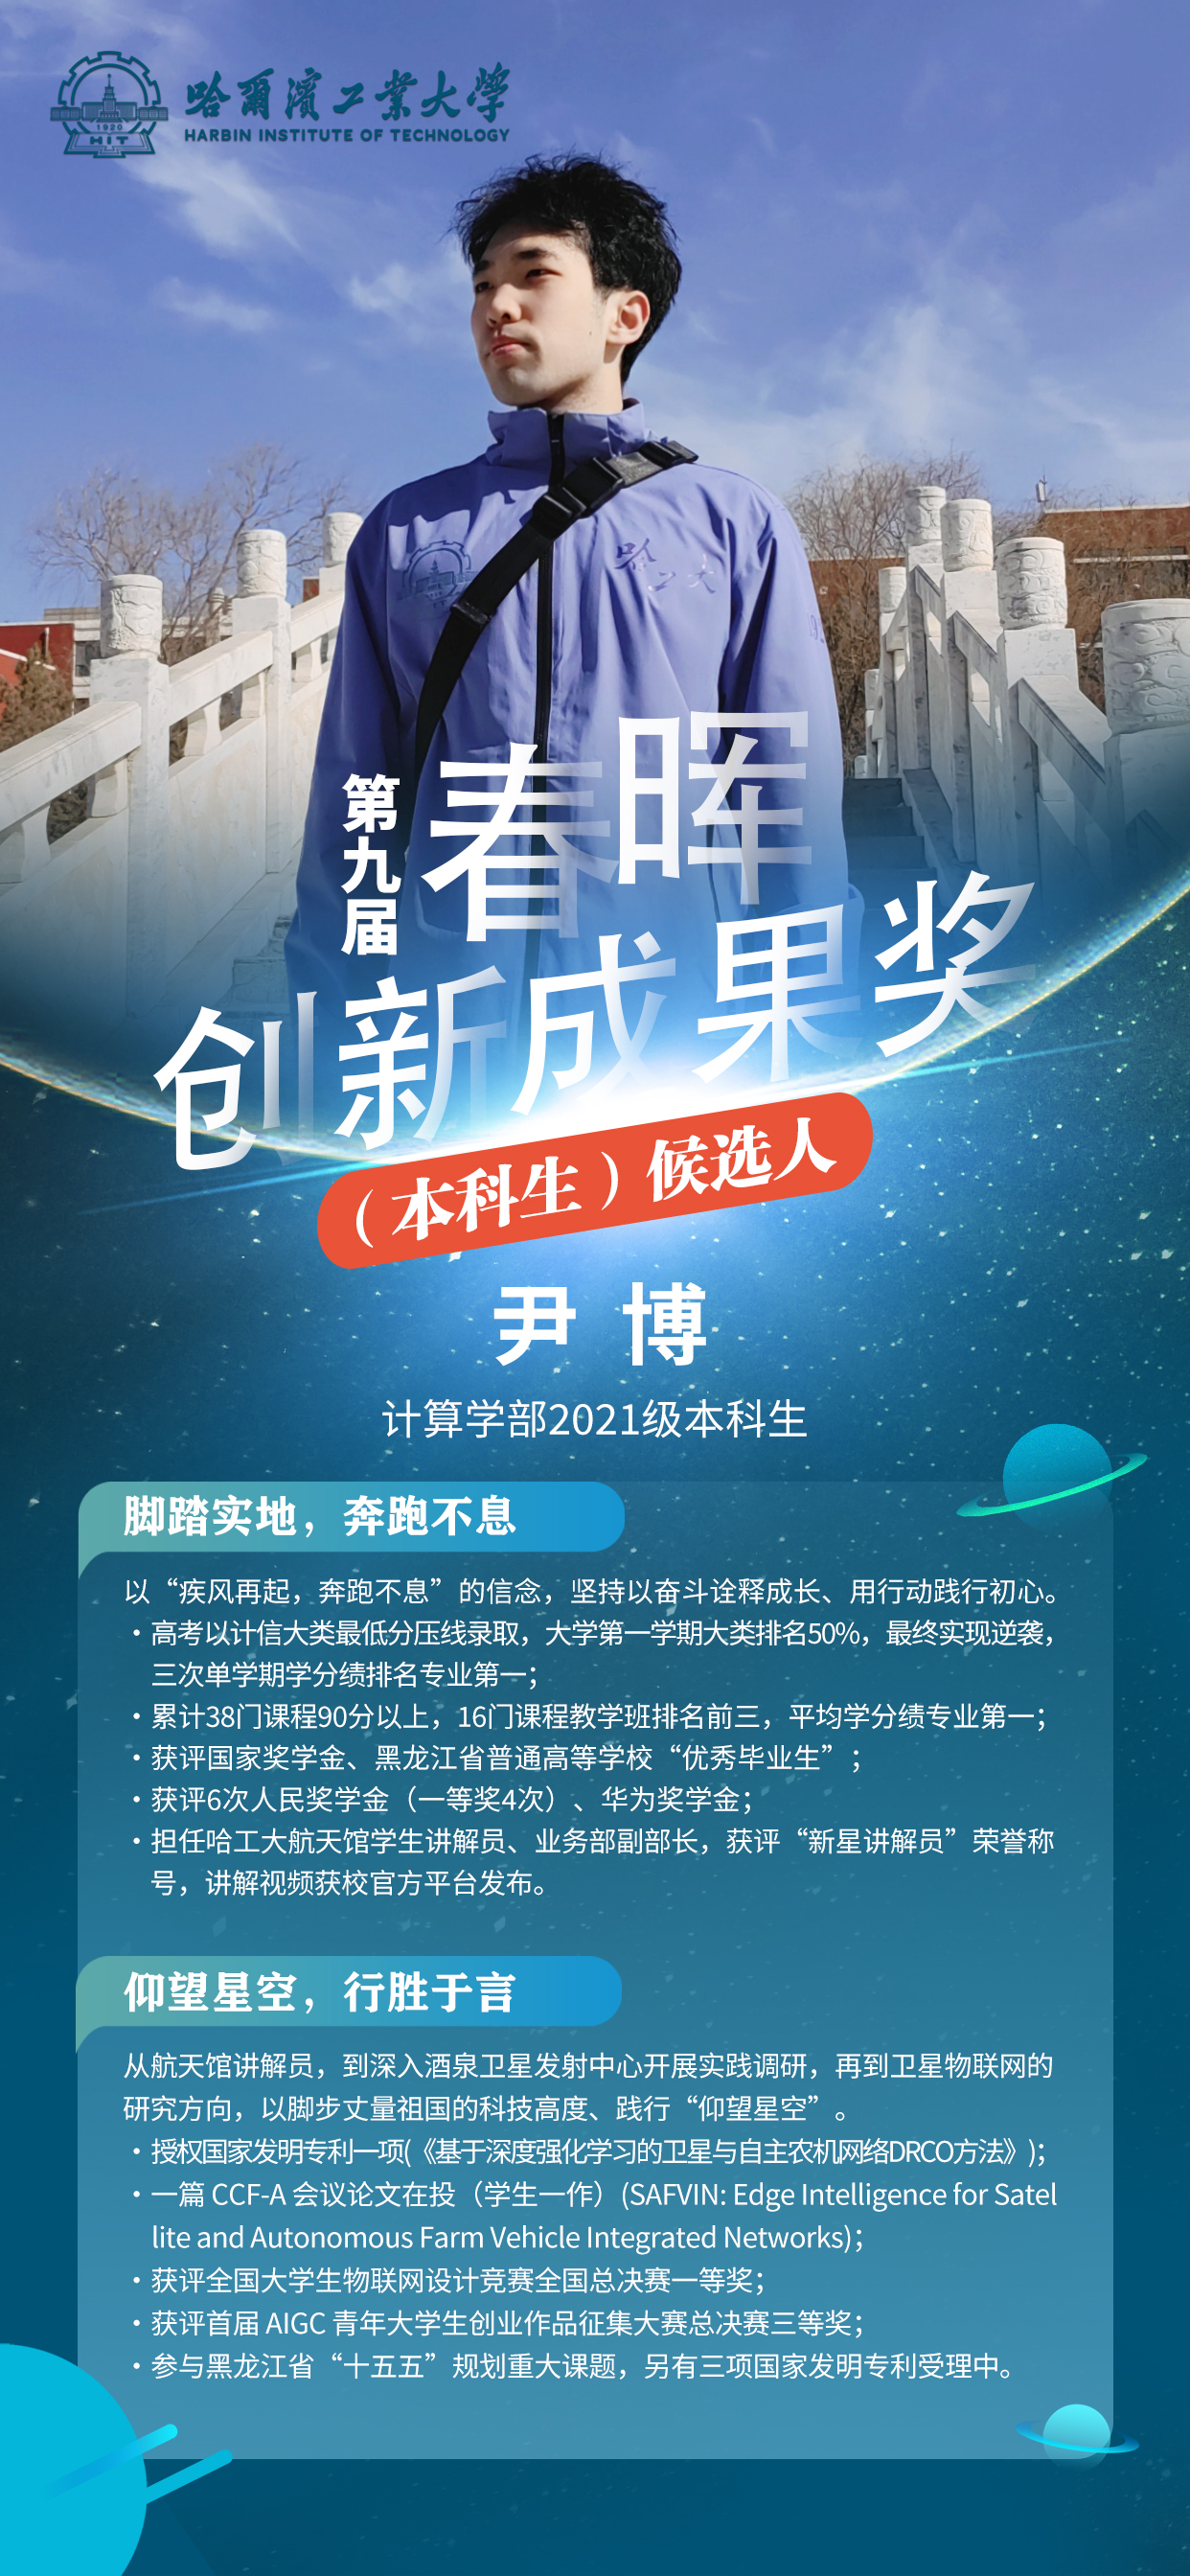 哈爾濱工業大學
HARBIN INSTITUTE OF TECHNOLOGY
1920
HIT
哈工大
第九届
春晖
创新成果奖
（本科生）候选人
尹 博
计算学部2021级本科生
脚踏实地，奔跑不息
以“疾风再起，奔跑不息”的信念，坚持以奋斗诠释成长、用行动践行初心。
·高考以计信大类最低分压线录取，大学第一学期大类排名50%，最终实现逆袭，
三次单学期学分绩排名专业第一；
·累计38门课程90分以上，16门课程教学班排名前三，平均学分绩专业第一；
·获评国家奖学金、黑龙江省普通高等学校“优秀毕业生”；
·获评6次人民奖学金（一等奖4次）、华为奖学金；
·担任哈工大航天馆学生讲解员、业务部副部长，获评“新星讲解员”荣誉称
号，讲解视频获校官方平台发布。
仰望星空，行胜于言
从航天馆讲解员，到深入酒泉卫星发射中心开展实践调研，再到卫星物联网的
研究方向，以脚步丈量祖国的科技高度、践行“仰望星空”。
·授权国家发明专利一项(《基于深度强化学习的卫星与自主农机网络DRCO方法》)；
·一篇 CCF-A 会议论文在投（学生一作）(SAFVIN: Edge Intelligence for Satel
lite and Autonomous Farm Vehicle Integrated Networks)；
·获评全国大学生物联网设计竞赛全国总决赛一等奖；
·获评首届 AIGC 青年大学生创业作品征集大赛总决赛三等奖；
·参与黑龙江省“十五五”规划重大课题，另有三项国家发明专利受理中。